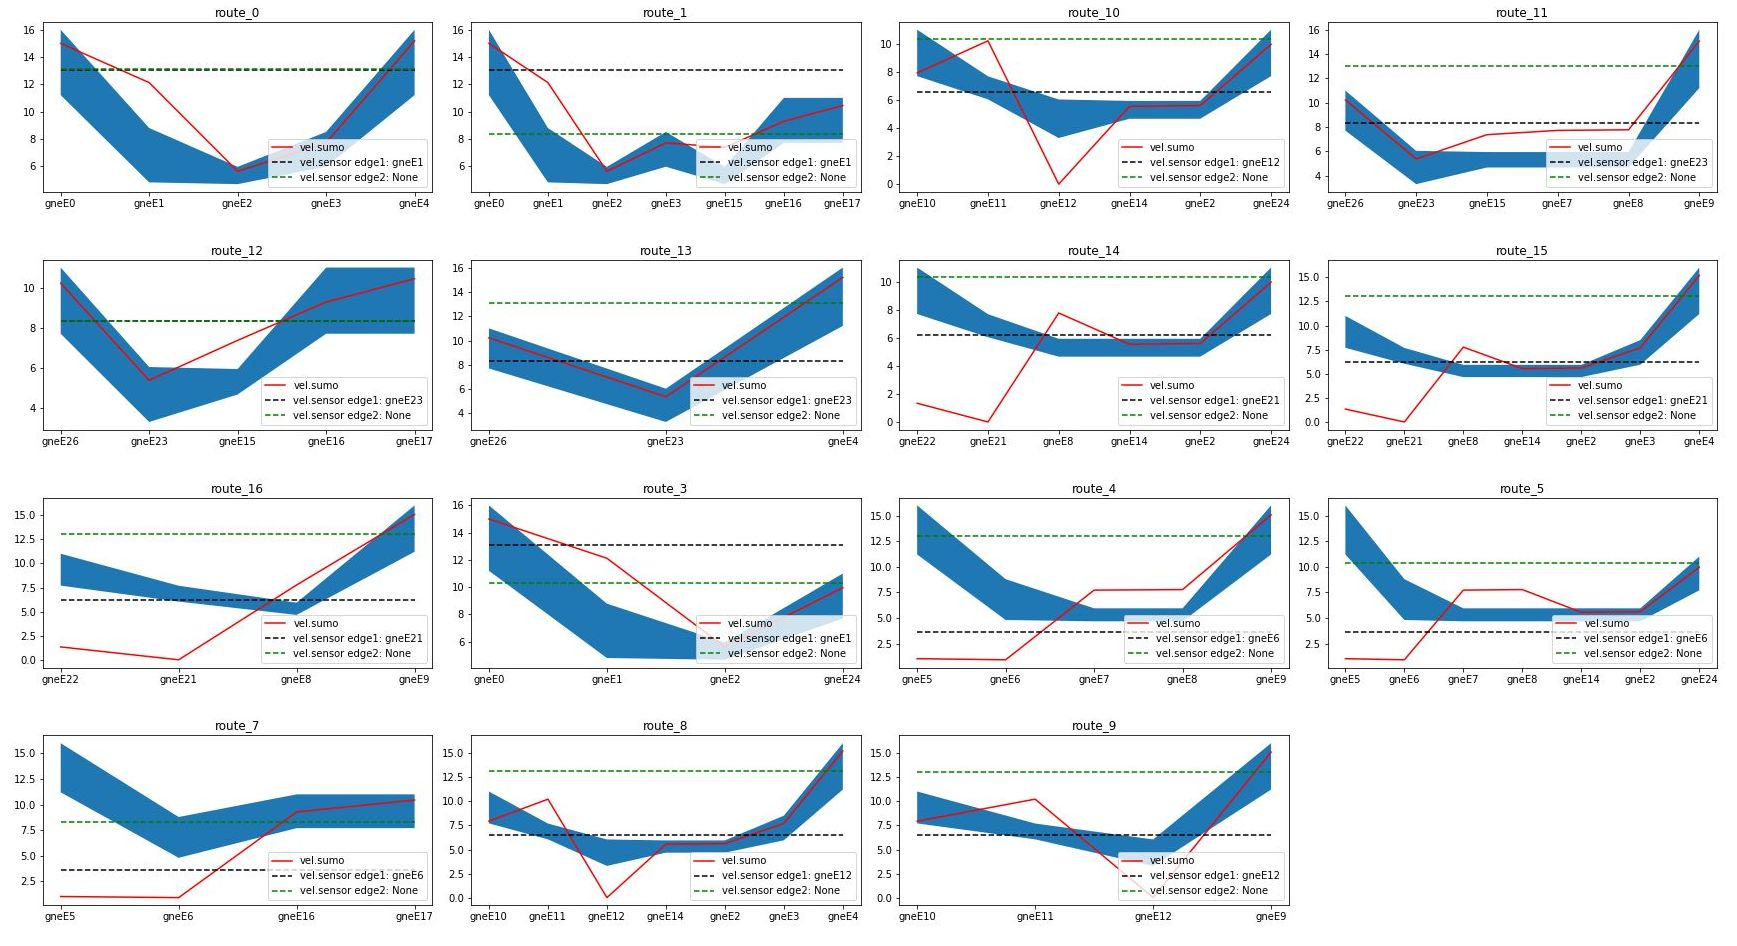 route_0
16
14
12
10
8
6
vel.sumo
vel.sensor edge1: gneE1
vel.sensor edge2: None
gneE0 gneE1 gneE2 gneE3 gneE4
route_1
16
14
12
10
8
6
vel.sumo
vel.sensor edge1: gneE1
vel.sensor edge2: None
gneE0 gneE1 gneE2 gneE3 gneE15 gneE16 gneE17
route_10
10
8
6
4
2
0
vel.sumo
vel.sensor edge1: gneE12
vel.sensor edge2: None
gneE10 gneE11 gneE12 gneE14 gneE2 gneE24
route_11
16
14
12
10
8
6
4
vel.sumo
vel.sensor edge1: gneE23
vel.sensor edge2: None
gneE26 gneE23 gneE15 gneE7 gneE8 gneE9
route_12
10
8
6
4
vel.sumo
vel.sensor edge1: gneE23
vel.sensor edge2: None
gneE26 gneE23 gneE15 gneE16 gneE17
route_13
16
14
12
10
8
6
4
vel.sumo
vel.sensor edge1: gneE23
vel.sensor edge2: None
gneE26 gneE23 gneE4
route_14
10
8
6
4
2
0
vel.sumo
vel.sensor edge1: gneE21
vel.sensor edge2: None
gneE22 gneE21 gneE8 gneE14 gneE2 gneE24
route_15
15.0
12.5
10.0
7.5
5.0
2.5
0.0
vel.sumo
vel.sensor edge1: gneE21
vel.sensor edge2: None
gneE22 gneE21 gneE8 gneE14 gneE2 gneE3 gneE4
route_16
15.0
12.5
10.0
7.5
5.0
2.5
0.0
vel.sumo
vel.sensor edge1: gneE21
vel.sensor edge2: None
gneE22 gneE21 gneE8 gneE9
route_3
16
14
12
10
8
6
vel.sumo
vel.sensor edge1: gneE1
vel.sensor edge2: None
gneE0 gneE1 gneE2 gneE24
route_4
15.0
12.5
10.0
7.5
5.0
2.5
vel.sumo
vel.sensor edge1: gneE6
vel.sensor edge2: None
gneE5 gneE6 gneE7 gneE8 gneE9
route_5
15.0
12.5
10.0
7.5
5.0
2.5
vel.sumo
vel.sensor edge1: gneE6
vel.sensor edge2: None
gneE5 gneE6 gneE7 gneE8 gneE14 gneE2 gneE24
route_7
15.0
12.5
10.0
7.5
5.0
2.5
vel.sumo
vel.sensor edge1: gneE6
vel.sensor edge2: None
gneE5 gneE6 gneE16 gneE17
route_8
15.0
12.5
10.0
7.5
5.0
2.5
0.0
vel.sumo
vel.sensor edge1: gneE12
vel.sensor edge2: None
gneE10 gneE11 gneE12 gneE14 gneE2 gneE3 gneE4
route_9
15.0
12.5
10.0
7.5
5.0
2.5
0.0
vel.sumo
vel.sensor edge1: gneE12
vel.sensor edge2: None
gneE10 gneE11 gneE12 gneE9